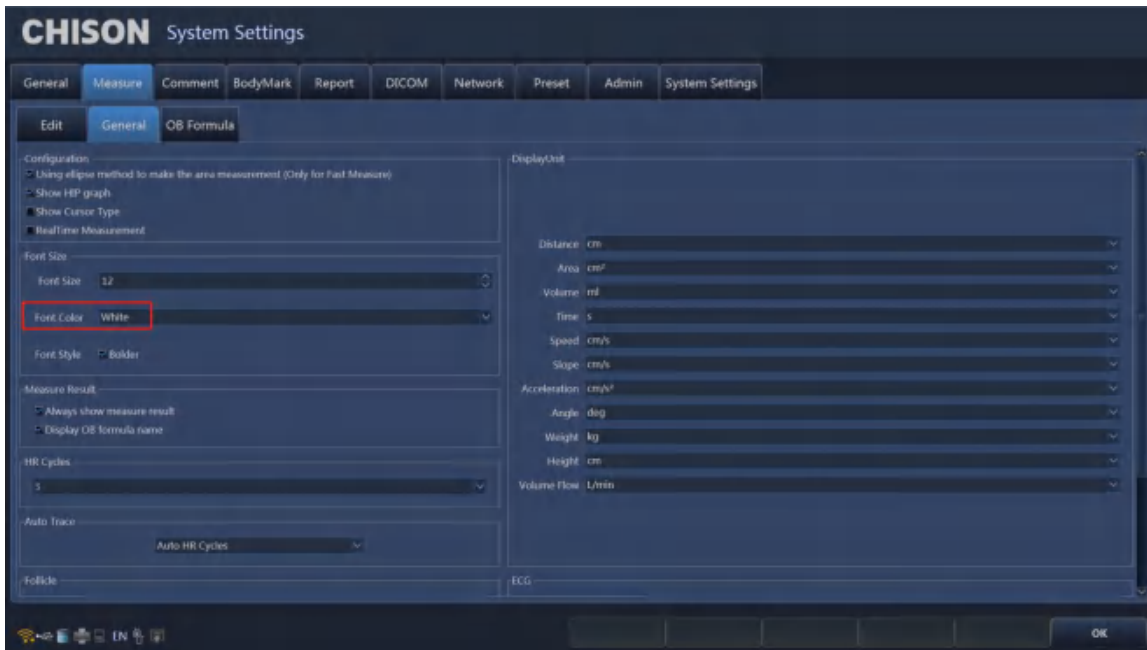 CHISON System Settings
General Measure Comment BodyMark Report DICOM Network Preset Admin System Settings
Edit General OB Formula
Configuration
Using ellipse method to make the area measurement (Only for Fast Measure)
Show HIP graph
Show Cursor Type
RealTime Measurement
Font Size
Font Size 12
Font Color White
Font Style Bolder
Measure Result
Always show measure result
Display OB formula name
HR Cycles
Auto Trace
Auto HR Cycles
Follicle
DisplayUnit
Distance cm
Area cm²
Volume ml
Time s
Speed cm/s
Slope cm/s
Acceleration cm/s²
Angle deg
Weight kg
Height cm
Volume Flow L/min
ECG
EN
OK